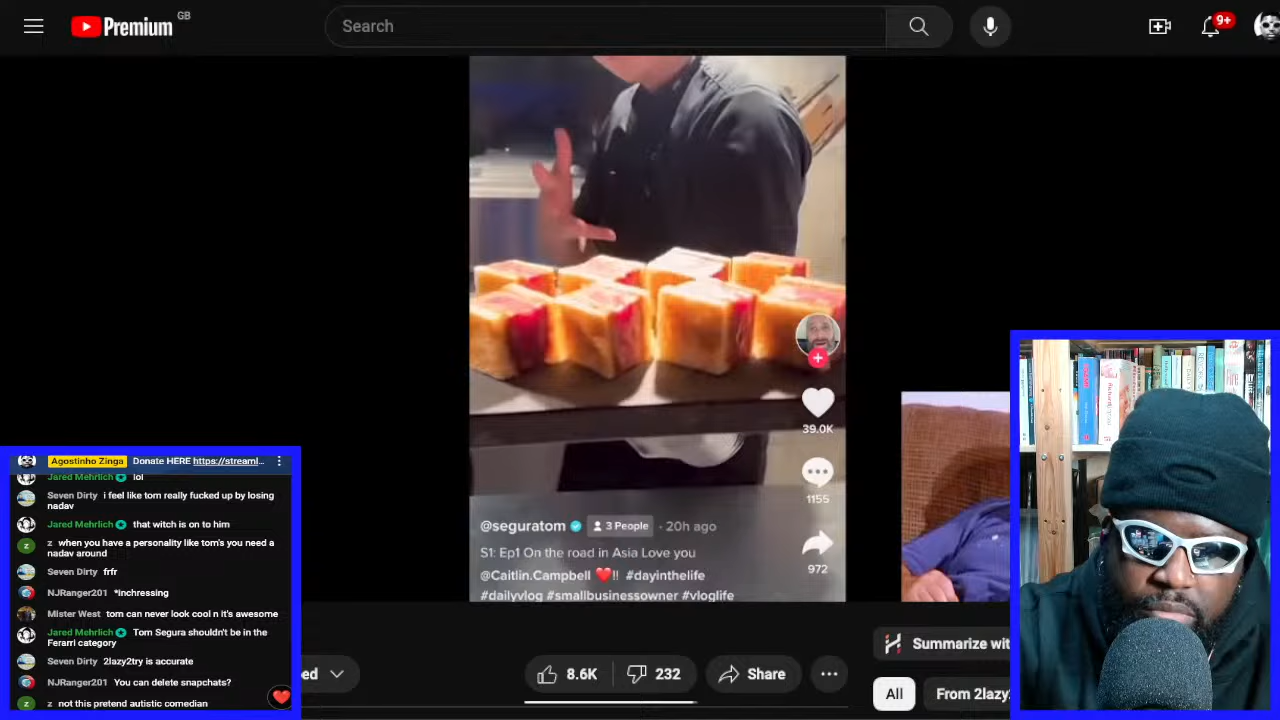 Premium GB
Search
9+
39.0K
1155
972
@seguratom 3 People · 20h ago
S1: Ep1 On the road in Asia Love you
@Caitlin.Campbell ❤️!! #dayinthelife
#dailyvlog #smallbusinessowner #vloglife
ed
8.6K
232
Share
Summarize wit
All
From 2lazy
Agostinho Zinga Donate HERE https://streaml...
Jared Mehrlich lol
Seven Dirty i feel like tom really fucked up by losing
nadav
Jared Mehrlich that witch is on to him
z when you have a personality like tom's you need a
nadav around
Seven Dirty frfr
NJRanger201 *inchressing
Mister West tom can never look cool n it's awesome
Jared Mehrlich Tom Segura shouldn't be in the
Ferarri category
Seven Dirty 2lazy2try is accurate
NJRanger201 You can delete snapchats?
z not this pretend autistic comedian